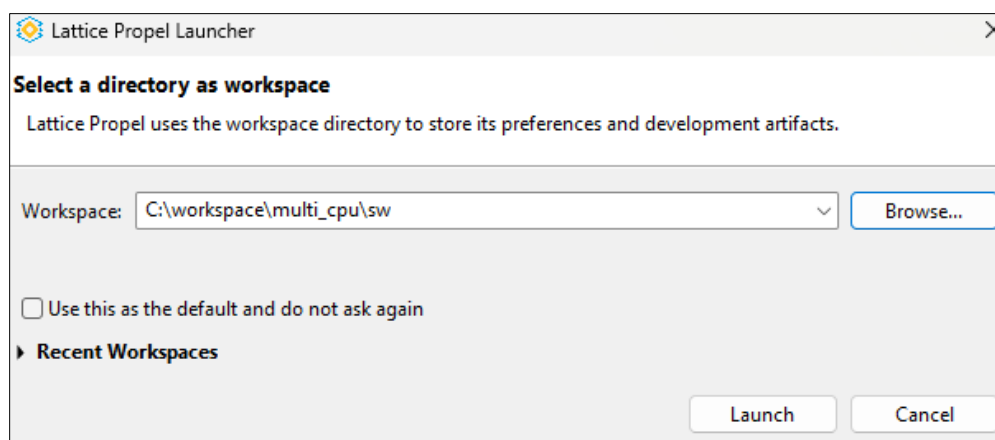 Lattice Propel Launcher
Select a directory as workspace
Lattice Propel uses the workspace directory to store its preferences and development artifacts.
Workspace: C:\workspace\multi_cpu\sw Browse...
Use this as the default and do not ask again
Recent Workspaces
Launch Cancel